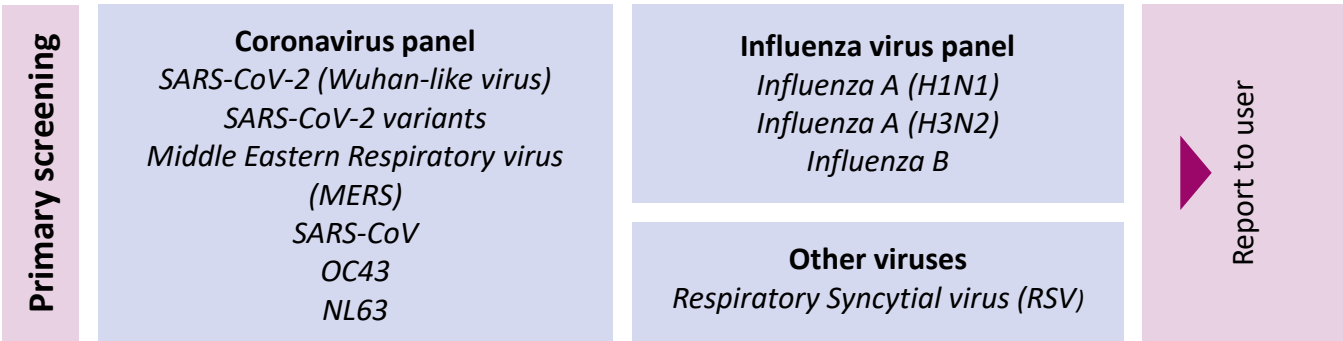 Primary screening
Coronavirus panel
SARS-CoV-2 (Wuhan-like virus)
SARS-CoV-2 variants
Middle Eastern Respiratory virus
(MERS)
SARS-CoV
OC43
NL63
Influenza virus panel
Influenza A (H1N1)
Influenza A (H3N2)
Influenza B
Other viruses
Respiratory Syncytial virus (RSV)
Report to user